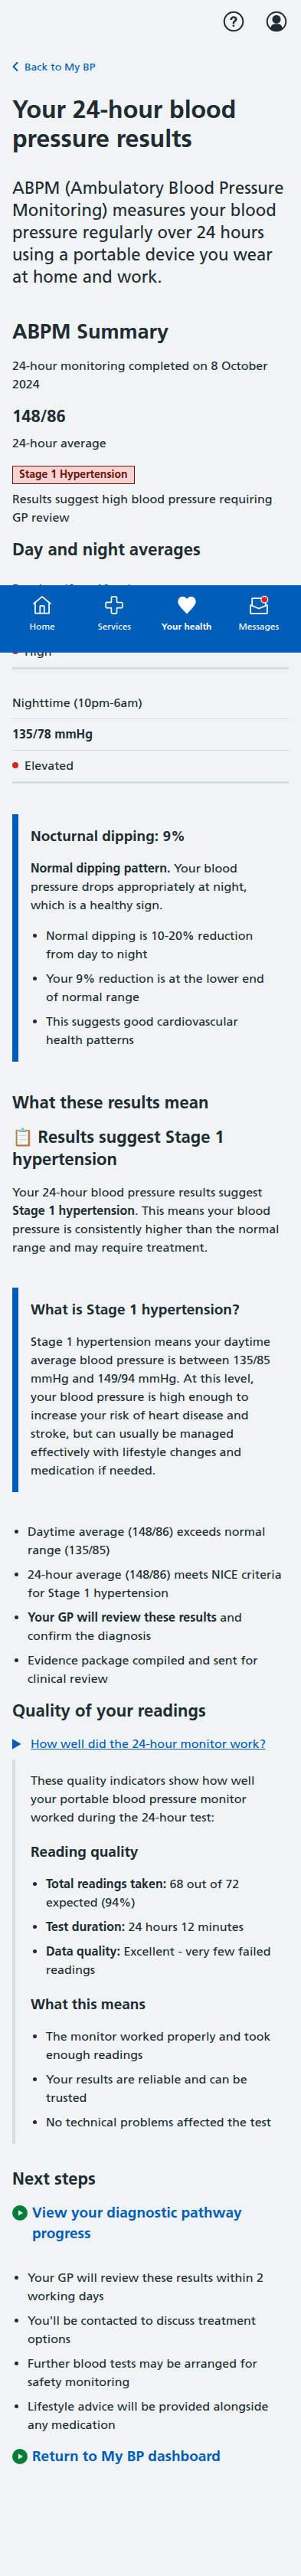 Back to My BP
Your 24-hour blood
pressure results
ABPM (Ambulatory Blood Pressure
Monitoring) measures your blood
pressure regularly over 24 hours
using a portable device you wear
at home and work.
ABPM Summary
24-hour monitoring completed on 8 October
2024
148/86
24-hour average
Stage 1 Hypertension
Results suggest high blood pressure requiring
GP review
Day and night averages
Home
Services
Your health
Messages
High
Nighttime (10pm-6am)
135/78 mmHg
Elevated
Nocturnal dipping: 9%
Normal dipping pattern. Your blood
pressure drops appropriately at night,
which is a healthy sign.
• Normal dipping is 10-20% reduction
from day to night
• Your 9% reduction is at the lower end
of normal range
• This suggests good cardiovascular
health patterns
What these results mean
📋 Results suggest Stage 1
hypertension
Your 24-hour blood pressure results suggest
Stage 1 hypertension. This means your blood
pressure is consistently higher than the normal
range and may require treatment.
What is Stage 1 hypertension?
Stage 1 hypertension means your daytime
average blood pressure is between 135/85
mmHg and 149/94 mmHg. At this level,
your blood pressure is high enough to
increase your risk of heart disease and
stroke, but can usually be managed
effectively with lifestyle changes and
medication if needed.
• Daytime average (148/86) exceeds normal
range (135/85)
• 24-hour average (148/86) meets NICE criteria
for Stage 1 hypertension
• Your GP will review these results and
confirm the diagnosis
• Evidence package compiled and sent for
clinical review
Quality of your readings
How well did the 24-hour monitor work?
These quality indicators show how well
your portable blood pressure monitor
worked during the 24-hour test:
Reading quality
• Total readings taken: 68 out of 72
expected (94%)
• Test duration: 24 hours 12 minutes
• Data quality: Excellent - very few failed
readings
What this means
• The monitor worked properly and took
enough readings
• Your results are reliable and can be
trusted
• No technical problems affected the test
Next steps
View your diagnostic pathway
progress
• Your GP will review these results within 2
working days
• You'll be contacted to discuss treatment
options
• Further blood tests may be arranged for
safety monitoring
• Lifestyle advice will be provided alongside
any medication
Return to My BP dashboard